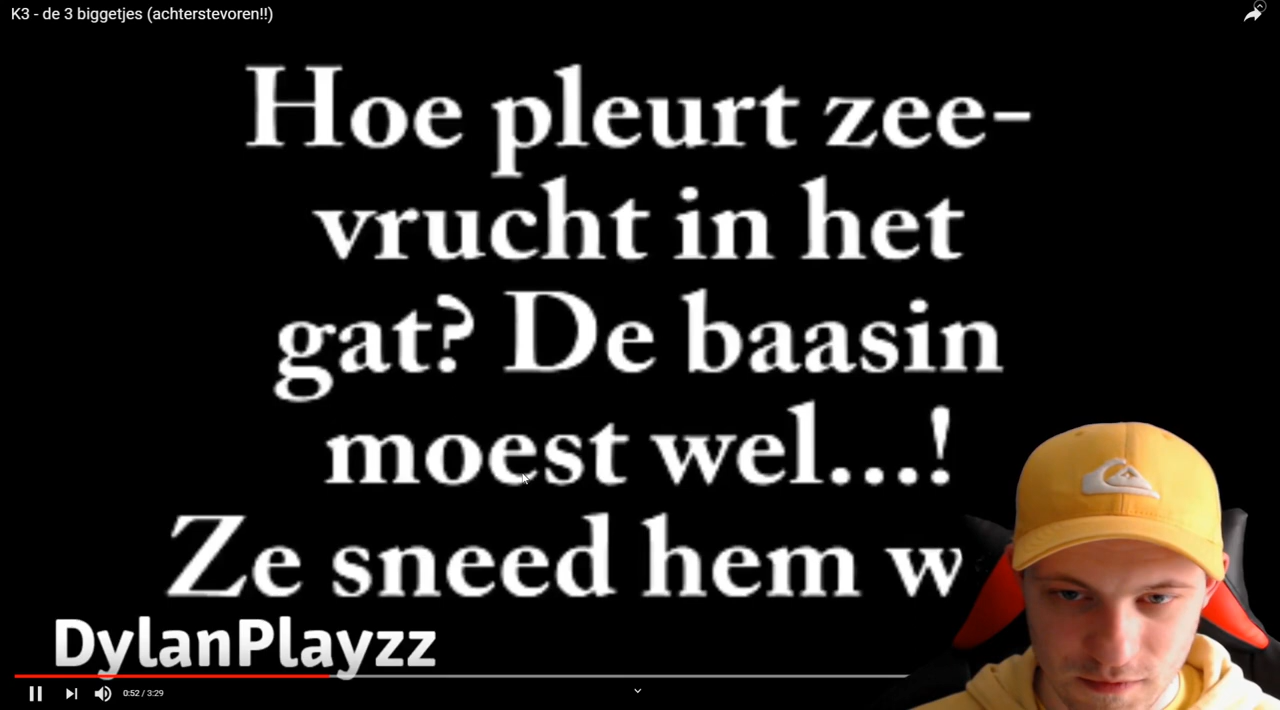 K3 - de 3 biggetjes (achterstevoren!!)
Hoe pleurt zee-
vrucht in het
gat? De baasin
moest wel...!
Ze sneed hem w
DylanPlayzz
0:52 / 3:29